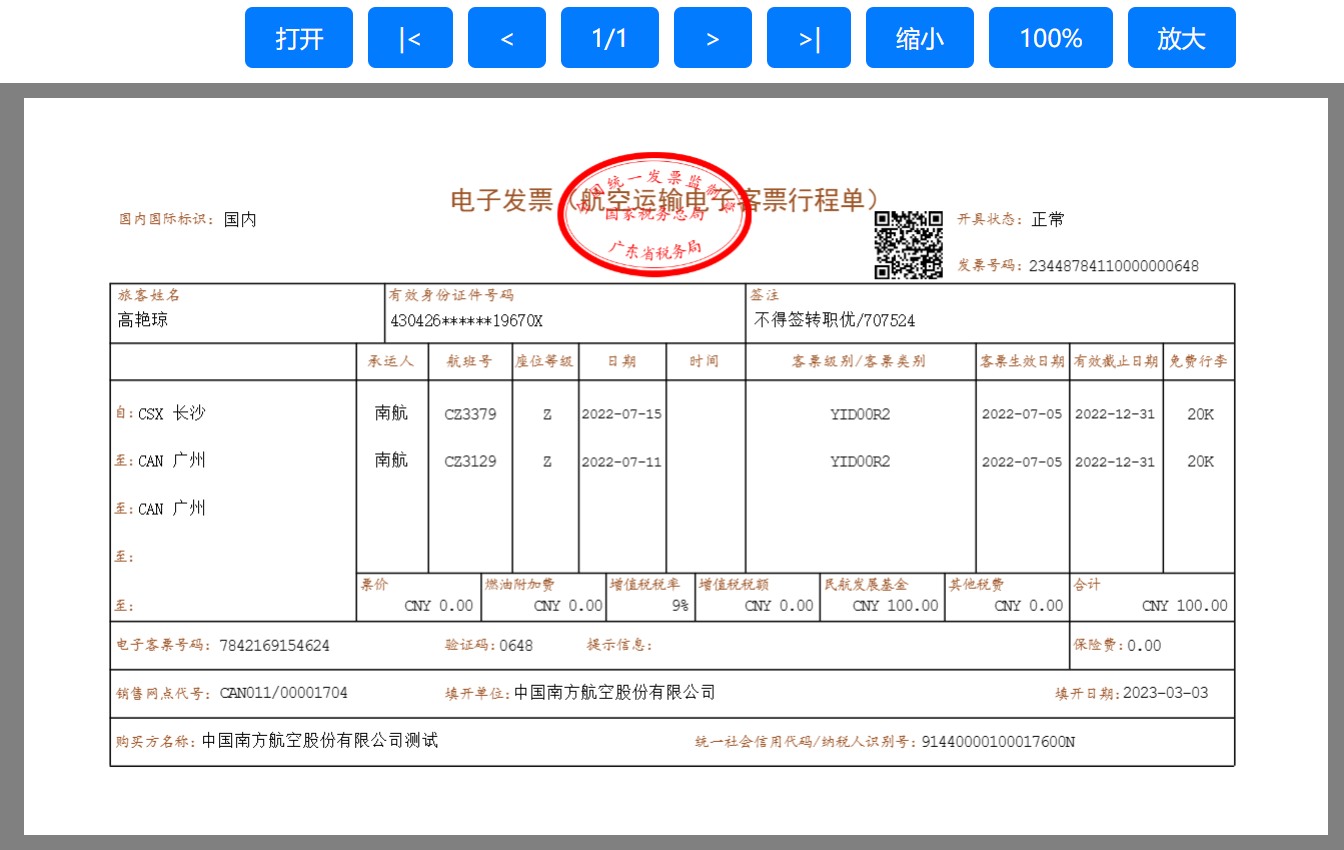 打开 |< < 1/1 > >| 缩小 100% 放大
全国统一发票监制章
电子发票（航空运输电子客票行程单）
国家税务总局
广东省税务局
国内国际标识： 国内
开具状态： 正常
发票号码： 23448784110000000648
旅客姓名 有效身份证件号码 签注
高艳琼 430426******19670X 不得签转职优/707524
承运人 航班号 座位等级 日期 时间 客票级别/客票类别 客票生效日期 有效截止日期 免费行李
自： CSX 长沙 南航 CZ3379 Z 2022-07-15 YID00R2 2022-07-05 2022-12-31 20K
至： CAN 广州 南航 CZ3129 Z 2022-07-11 YID00R2 2022-07-05 2022-12-31 20K
至： CAN 广州
至：
票价 燃油附加费 增值税税率 增值税税额 民航发展基金 其他税费 合计
至： CNY 0.00 CNY 0.00 9% CNY 0.00 CNY 100.00 CNY 0.00 CNY 100.00
电子客票号码： 7842169154624 验证码：0648 提示信息： 保险费：0.00
销售网点代号： CAN011/00001704 填开单位：中国南方航空股份有限公司 填开日期：2023-03-03
购买方名称：中国南方航空股份有限公司测试 统一社会信用代码/纳税人识别号：91440000100017600N